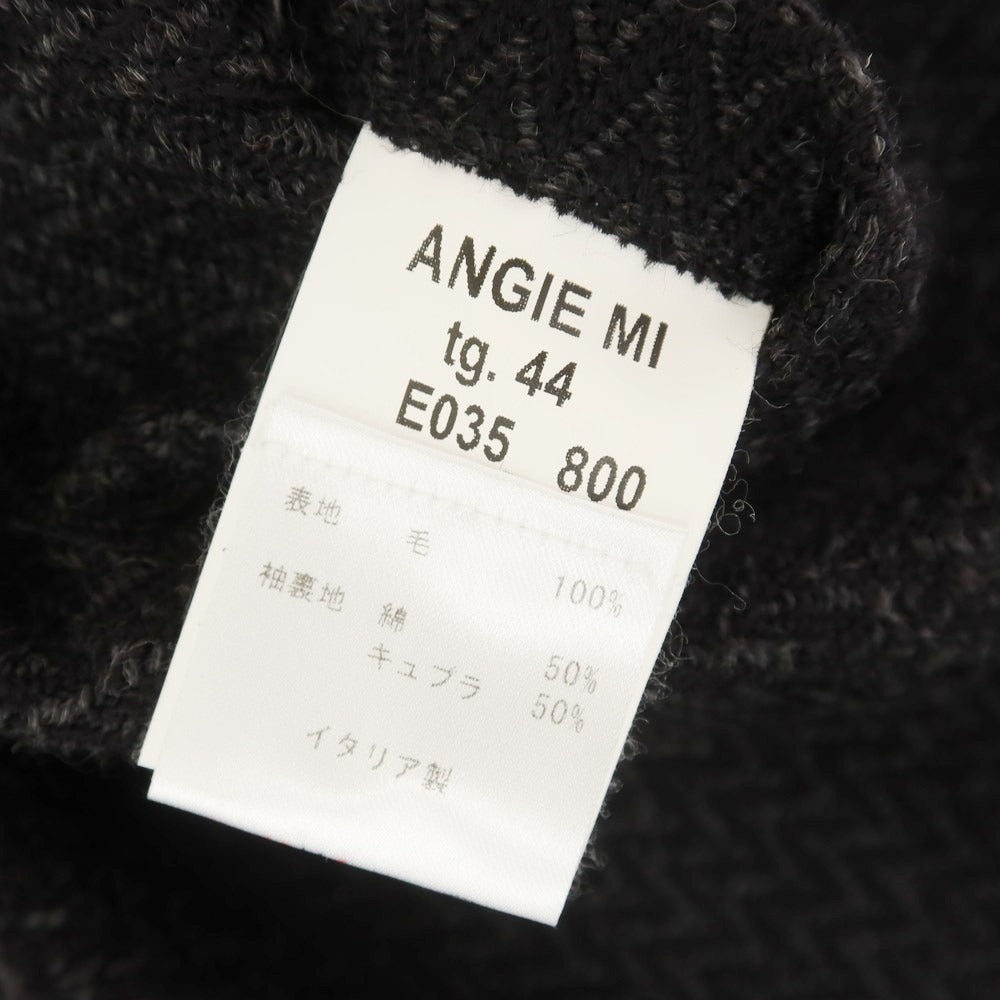 ANGIE MI
tg. 44
E035 800
表地 毛 100%
袖裏地 綿 50%
キュプラ 50%
イタリア製